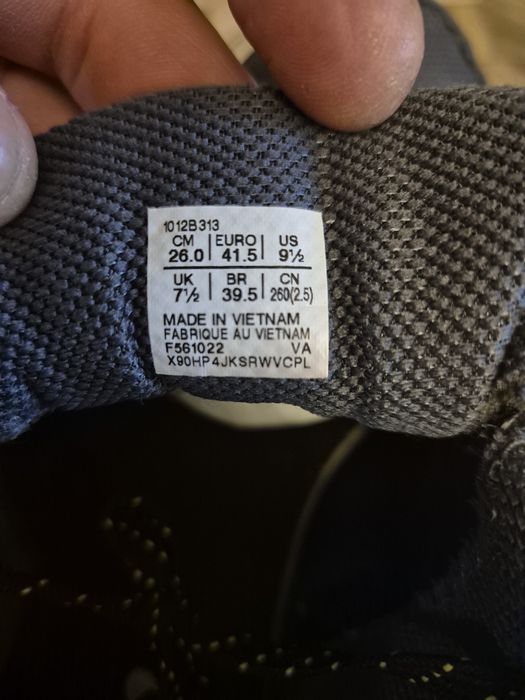 1012B313
CM | EURO | US
26.0 | 41.5 | 9½
UK | BR | CN
7½ | 39.5 | 260(2.5)
MADE IN VIETNAM
FABRIQUE AU VIETNAM
F561022 VA
X90HP4JKSRWVCPL